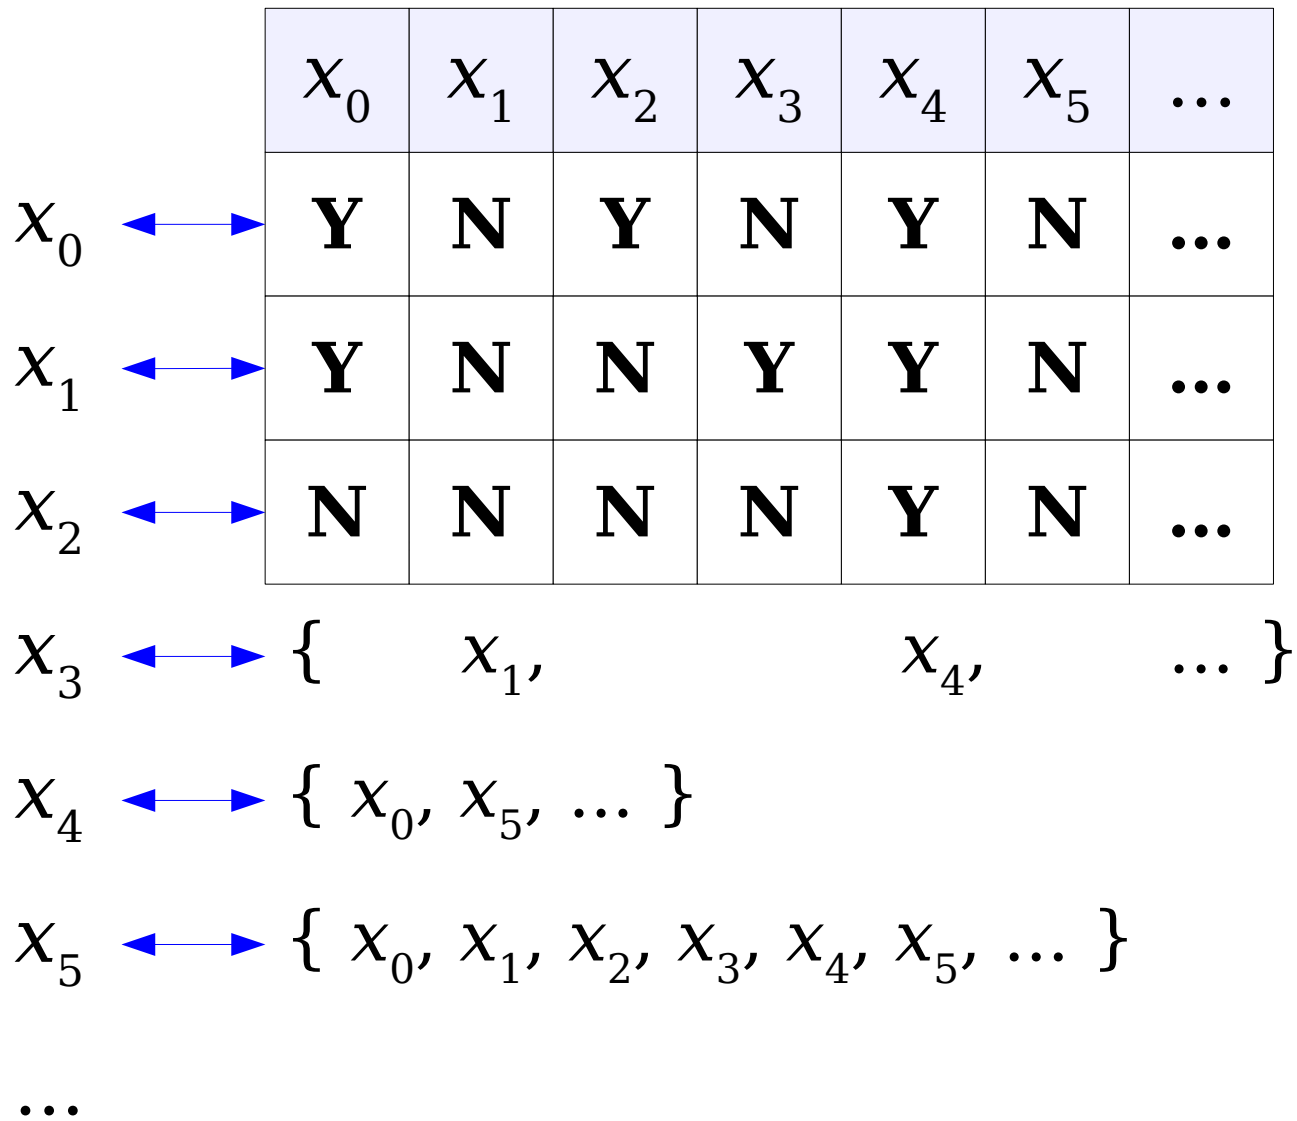 x₀ x₁ x₂ x₃ x₄ x₅ ...
x₀ Y N Y N Y N ...
x₁ Y N N Y Y N ...
x₂ N N N N Y N ...
x₃ { x₁, x₄, ... }
x₄ { x₀, x₅, ... }
x₅ { x₀, x₁, x₂, x₃, x₄, x₅, ... }
...